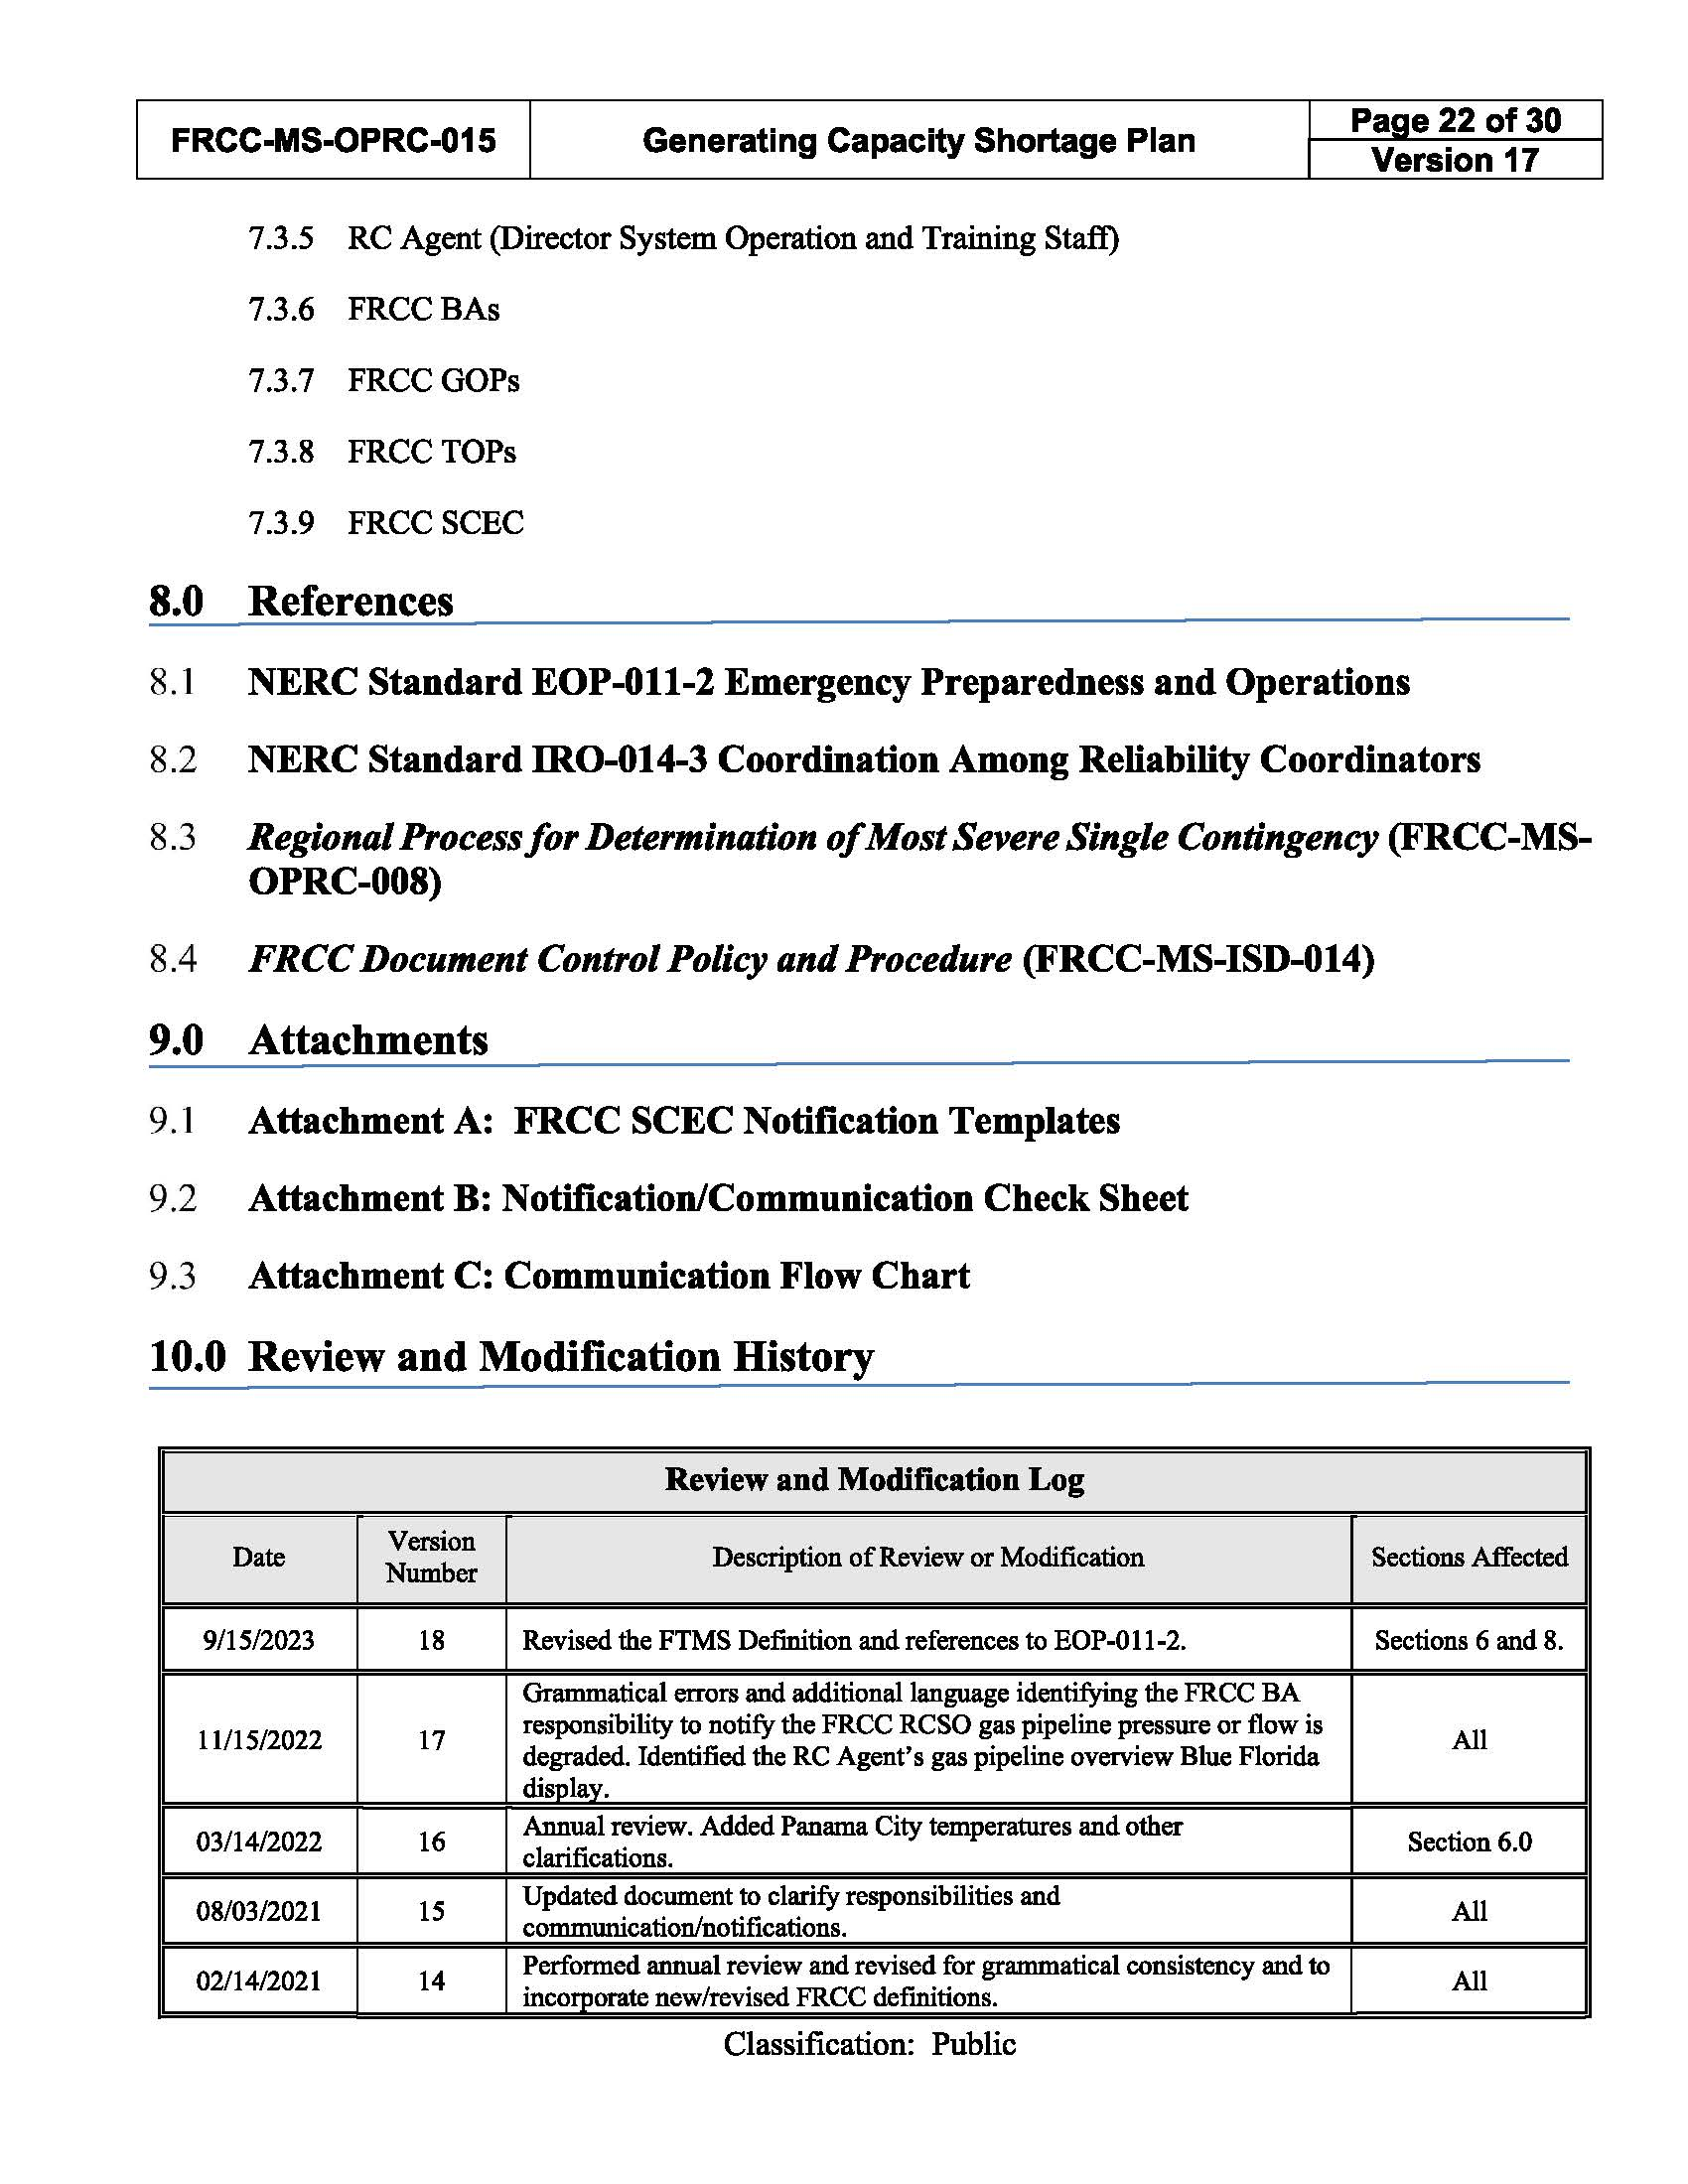 FRCC-MS-OPRC-015
Generating Capacity Shortage Plan
Page 22 of 30
Version 17
7.3.5 RC Agent (Director System Operation and Training Staff)
7.3.6 FRCC BAs
7.3.7 FRCC GOPs
7.3.8 FRCC TOPs
7.3.9 FRCC SCEC
8.0 References
8.1 NERC Standard EOP-011-2 Emergency Preparedness and Operations
8.2 NERC Standard IRO-014-3 Coordination Among Reliability Coordinators
8.3 Regional Process for Determination of Most Severe Single Contingency (FRCC-MS-
OPRC-008)
8.4 FRCC Document Control Policy and Procedure (FRCC-MS-ISD-014)
9.0 Attachments
9.1 Attachment A: FRCC SCEC Notification Templates
9.2 Attachment B: Notification/Communication Check Sheet
9.3 Attachment C: Communication Flow Chart
10.0 Review and Modification History
Review and Modification Log
Date
Version
Number
Description of Review or Modification
Sections Affected
9/15/2023
18
Revised the FTMS Definition and references to EOP-011-2.
Sections 6 and 8.
11/15/2022
17
Grammatical errors and additional language identifying the FRCC BA
responsibility to notify the FRCC RCSO gas pipeline pressure or flow is
degraded. Identified the RC Agent's gas pipeline overview Blue Florida
display.
All
03/14/2022
16
Annual review. Added Panama City temperatures and other
clarifications.
Section 6.0
08/03/2021
15
Updated document to clarify responsibilities and
communication/notifications.
All
02/14/2021
14
Performed annual review and revised for grammatical consistency and to
incorporate new/revised FRCC definitions.
All
Classification: Public